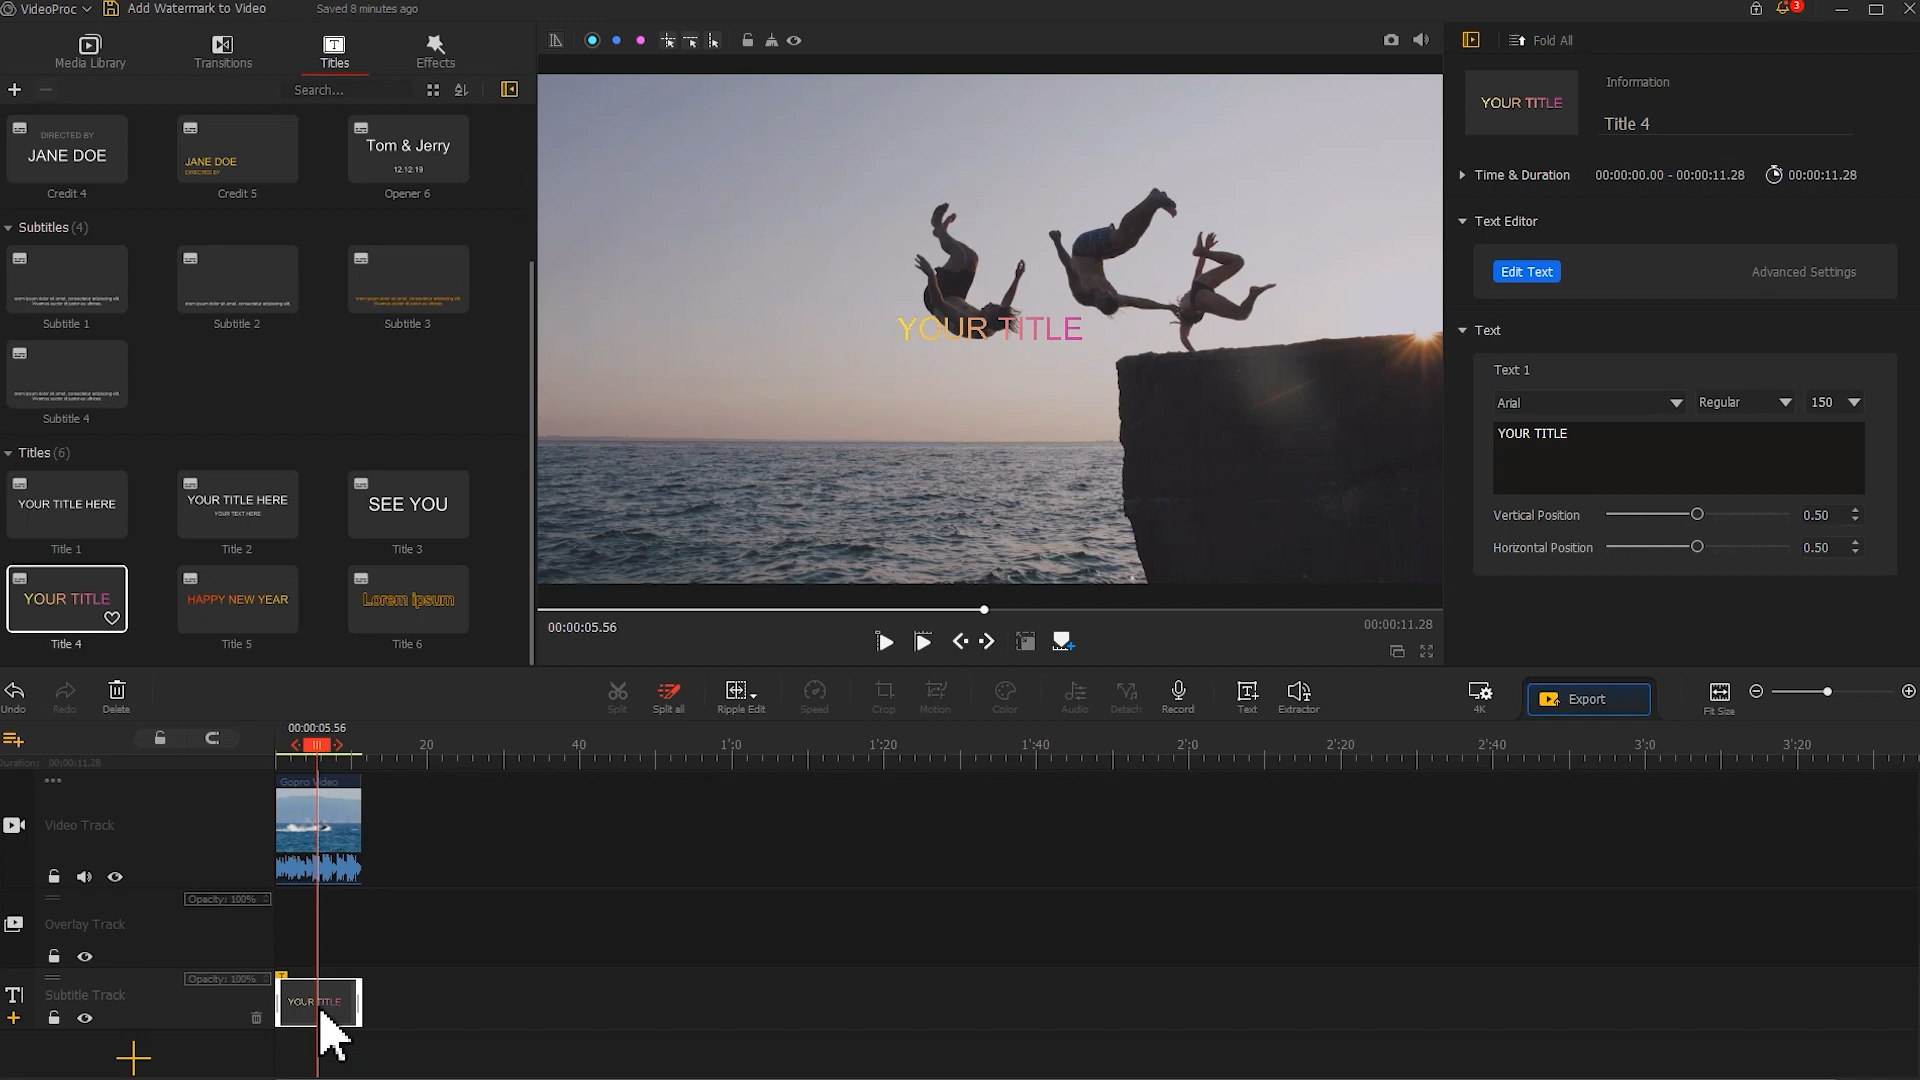 VideoProc
Add Watermark to Video
Saved 8 minutes ago
3
Media Library
Transitions
Titles
Effects
Search...
Fold All
DIRECTED BY
JANE DOE
Credit 4
JANE DOE
DIRECTED BY
Credit 5
Tom & Jerry
12.12.19
Opener 6
Subtitles (4)
Subtitle 1
Subtitle 2
Subtitle 3
Subtitle 4
Titles (6)
YOUR TITLE HERE
Title 1
YOUR TITLE HERE
YOUR TEXT HERE
Title 2
SEE YOU
Title 3
YOUR TITLE
Title 4
HAPPY NEW YEAR
Title 5
Lorem ipsum
Title 6
YOUR TITLE
00:00:05.56
00:00:11.28
YOUR TITLE
Information
Title 4
Time & Duration
00:00:00.00 - 00:00:11.28
00:00:11.28
Text Editor
Edit Text
Advanced Settings
Text
Text 1
Arial
Regular
150
YOUR TITLE
Vertical Position
0.50
Horizontal Position
0.50
Undo
Redo
Delete
Split
Split all
Ripple Edit
Speed
Crop
Motion
Color
Audio
Detach
Record
Text
Extractor
4K
Export
Fit Size
00:00:05.56
20
40
1':0
1':20
1':40
2':0
2':20
2':40
3':0
3':20
Duration: 00:00:11.28
Gopro Video
Video Track
Opacity: 100%
Overlay Track
Opacity: 100%
Subtitle Track
YOUR TITLE